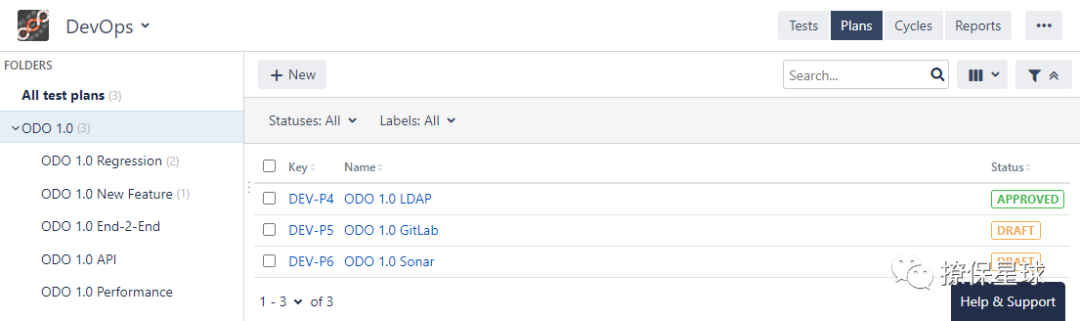 DevOps
Tests Plans Cycles Reports
FOLDERS
All test plans (3)
ODO 1.0 (3)
ODO 1.0 Regression (2)
ODO 1.0 New Feature (1)
ODO 1.0 End-2-End
ODO 1.0 API
ODO 1.0 Performance
+ New
Search...
Statuses: All Labels: All
Key Name Status
DEV-P4 ODO 1.0 LDAP APPROVED
DEV-P5 ODO 1.0 GitLab DRAFT
DEV-P6 ODO 1.0 Sonar DRAFT
撩保星球
1 - 3 of 3
Help & Support